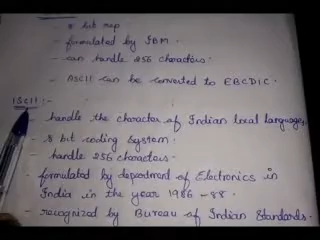 - 8 bit rep
- formulated by IBM
- can handle 256 characters.
- ASCII can be converted to EBCDIC.
ISCII :-
- handle the character of Indian local languages,
- 8 bit coding system.
- handle 256 characters-
- formulated by department of Electronics in
India in the year 1986-88.
- recognized by Bureau of Indian Standards.